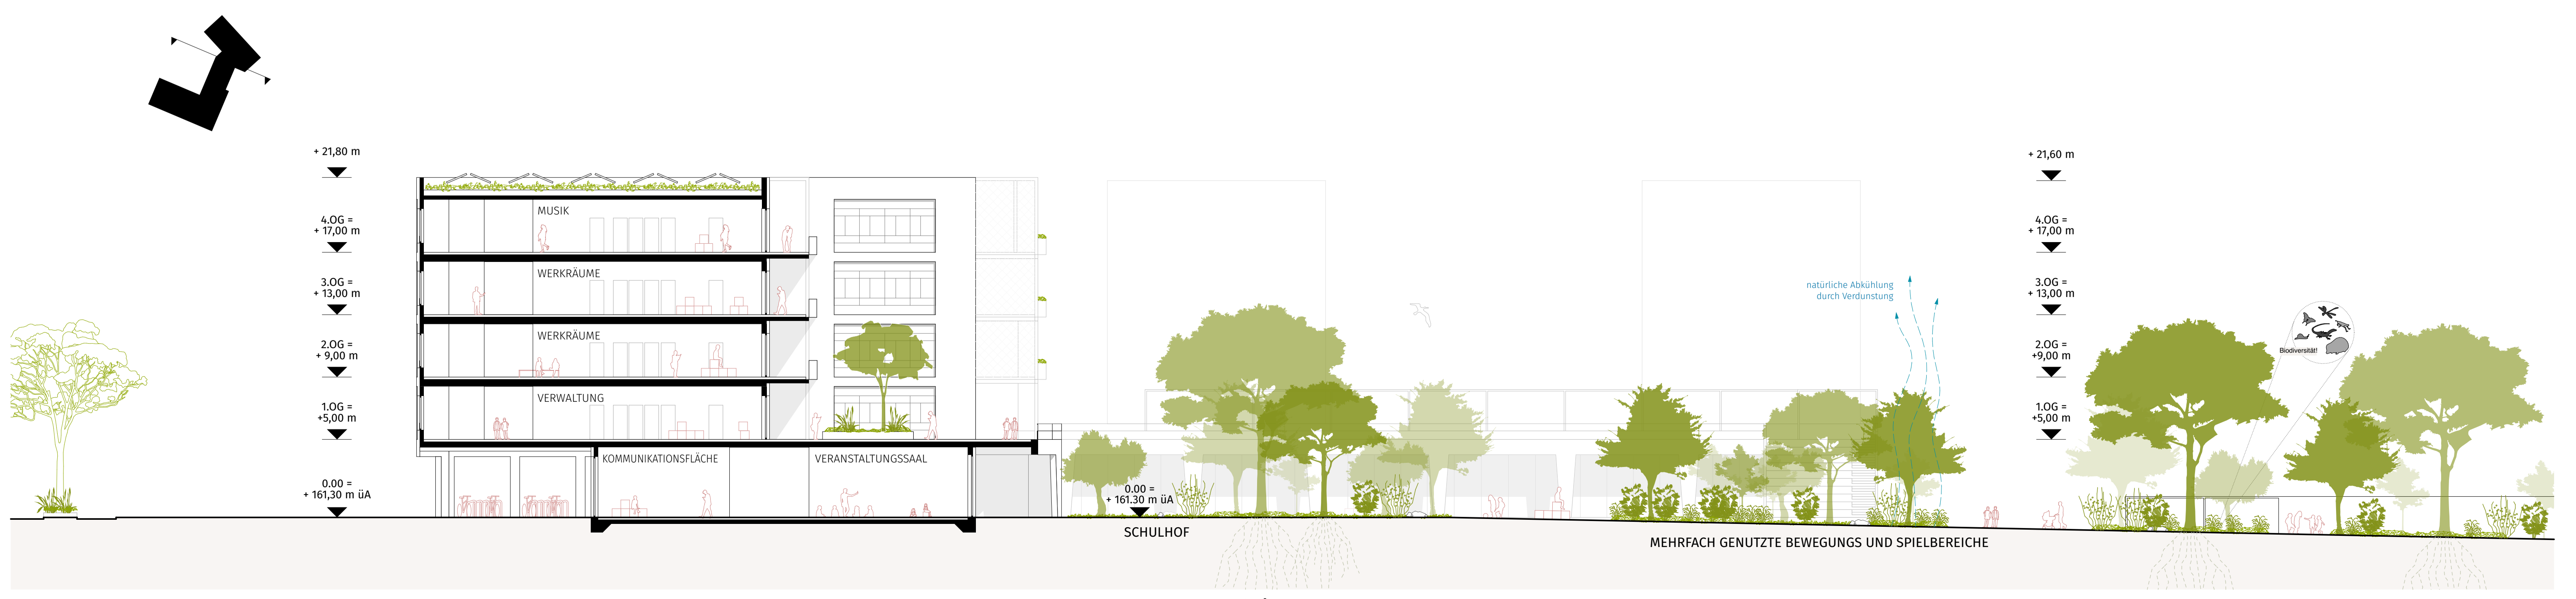 + 21,80 m
4.OG =
+ 17,00 m
3.OG =
+ 13,00 m
2.OG =
+ 9,00 m
1.OG =
+5,00 m
0.00 =
+ 161,30 m üA
MUSIK
WERKRÄUME
WERKRÄUME
VERWALTUNG
KOMMUNIKATIONSFLÄCHE
VERANSTALTUNGSSAAL
0.00 =
+ 161.30 m üA
SCHULHOF
natürliche Abkühlung
durch Verdunstung
MEHRFACH GENUTZTE BEWEGUNGS UND SPIELBEREICHE
+ 21,60 m
4.OG =
+ 17,00 m
3.OG =
+ 13,00 m
2.OG =
+9,00 m
1.OG =
+5,00 m
Biodiversität!